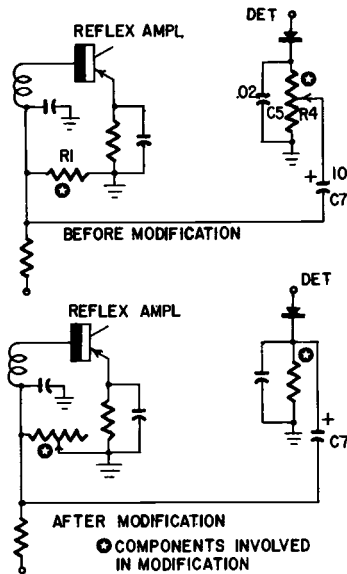 DET
REFLEX AMPL
.02
C5
R4
R1
10
+
C7
BEFORE MODIFICATION
DET
REFLEX AMPL
+
C7
AFTER MODIFICATION
✪ COMPONENTS INVOLVED
IN MODIFICATION